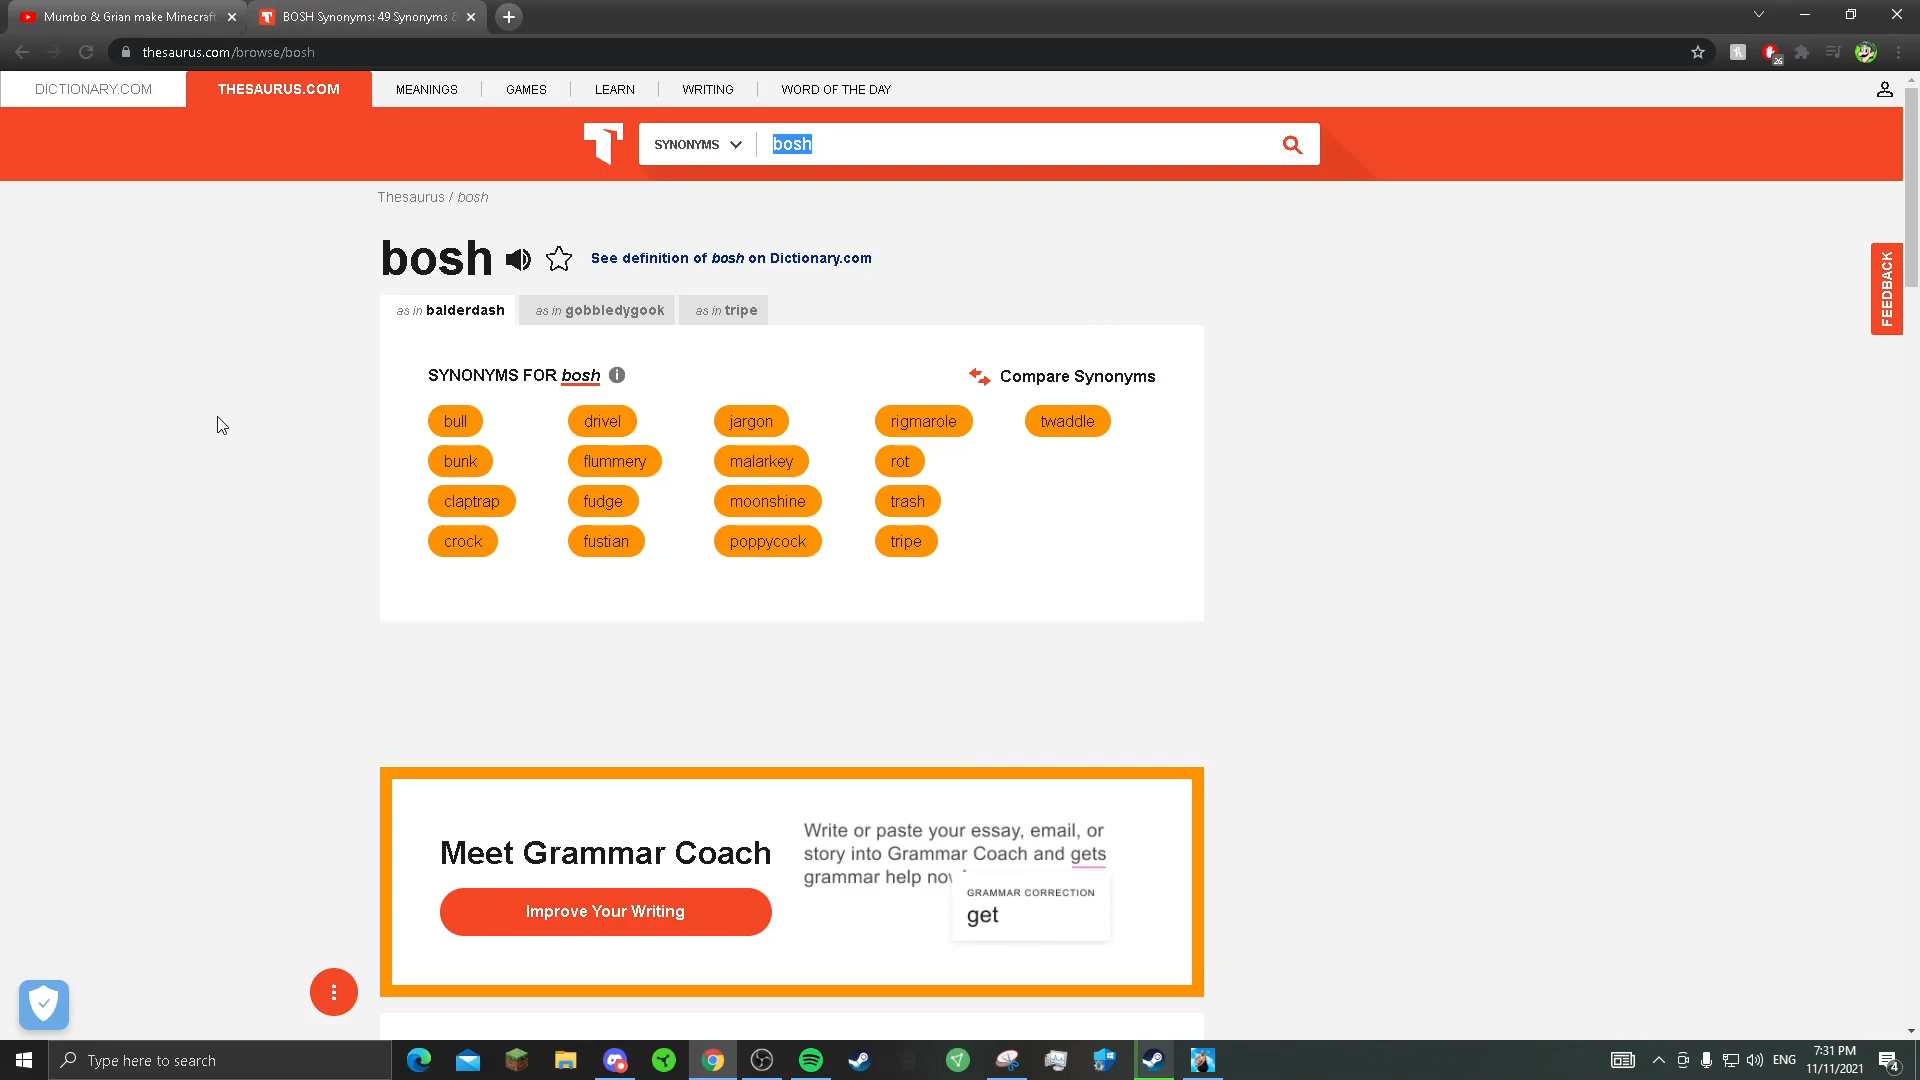 Mumbo & Grian make Minecraft
BOSH Synonyms: 49 Synonyms &
thesaurus.com/browse/bosh
26
DICTIONARY.COM
THESAURUS.COM
MEANINGS
GAMES
LEARN
WRITING
WORD OF THE DAY
SYNONYMS
bosh
Thesaurus / bosh
bosh
See definition of bosh on Dictionary.com
FEEDBACK
as in balderdash
as in gobbledygook
as in tripe
SYNONYMS FOR bosh
Compare Synonyms
bull
drivel
jargon
rigmarole
twaddle
bunk
flummery
malarkey
rot
claptrap
fudge
moonshine
trash
crock
fustian
poppycock
tripe
Meet Grammar Coach
Improve Your Writing
Write or paste your essay, email, or
story into Grammar Coach and gets
grammar help now
GRAMMAR CORRECTION
get
Type here to search
ENG
7:31 PM
11/11/2021
4